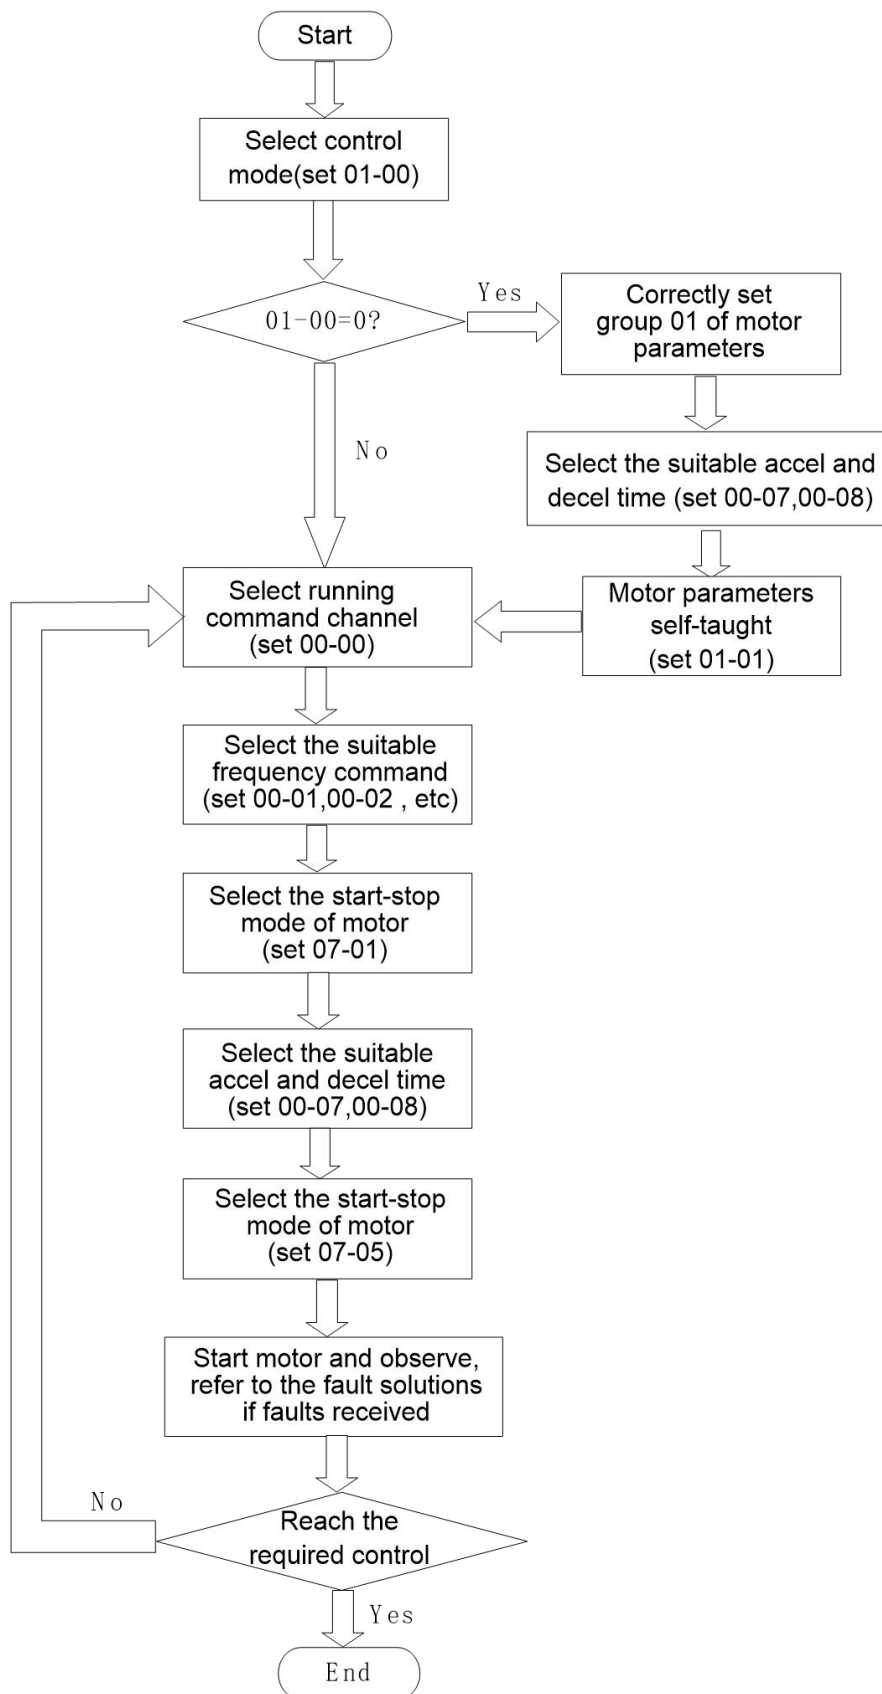 Start
Select control
mode(set 01-00)
01-00=0?
Yes
Correctly set
group 01 of motor
parameters
Select the suitable accel and
decel time (set 00-07,00-08)
Motor parameters
self-taught
(set 01-01)
No
Select running
command channel
(set 00-00)
Select the suitable
frequency command
(set 00-01,00-02 , etc)
Select the start-stop
mode of motor
(set 07-01)
Select the suitable
accel and decel time
(set 00-07,00-08)
Select the start-stop
mode of motor
(set 07-05)
Start motor and observe,
refer to the fault solutions
if faults received
No
Reach the
required control
Yes
End